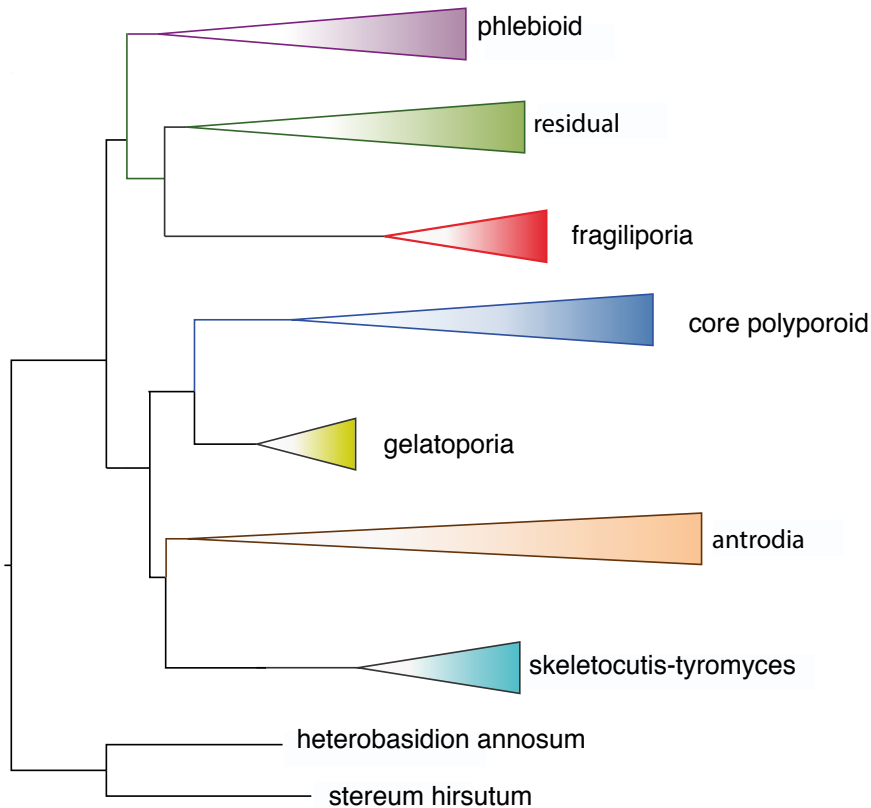 phlebioid
residual
fragiliporia
core polyporoid
gelatoporia
antrodia
skeletocutis-tyromyces
heterobasidion annosum
stereum hirsutum